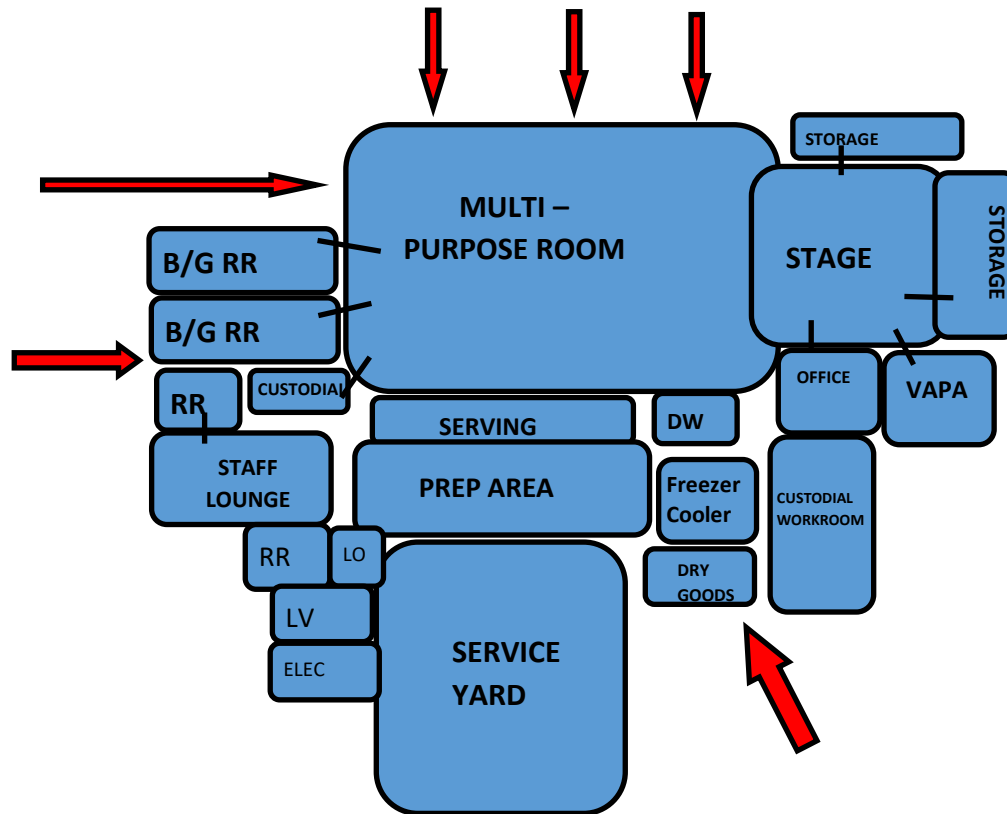 STORAGE
MULTI –
PURPOSE ROOM
STAGE
STORAGE
B/G RR
B/G RR
RR
CUSTODIAL
OFFICE
VAPA
SERVING
DW
STAFF
LOUNGE
PREP AREA
Freezer
Cooler
CUSTODIAL
WORKROOM
RR
LO
DRY
GOODS
LV
ELEC
SERVICE
YARD